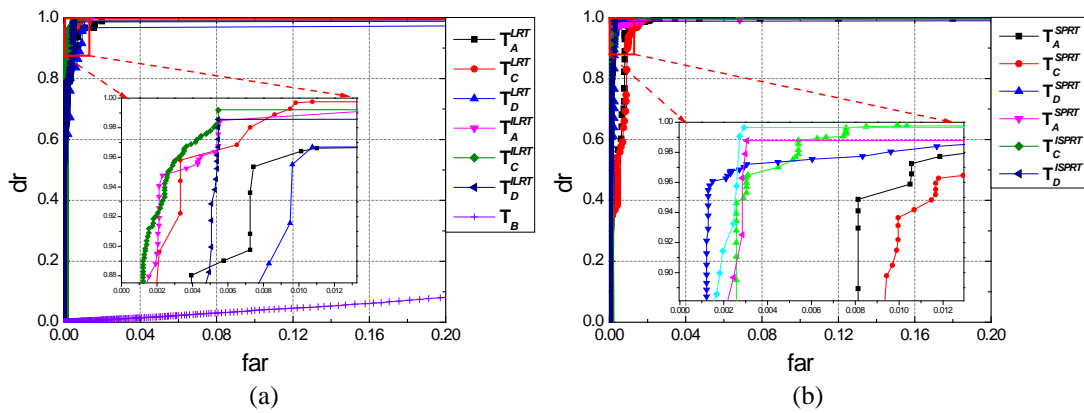 1.0
0.8
0.6
0.4
0.2
0.0
dr
0.00 0.04 0.08 0.12 0.16 0.20
far
1.00
0.98
0.96
0.94
0.92
0.90
0.88
0.000 0.002 0.004 0.006 0.008 0.010 0.012
T_A^LRT
T_C^LRT
T_D^LRT
T_A^ILRT
T_C^ILRT
T_D^ILRT
T_B
(a)
1.0
0.8
0.6
0.4
0.2
0.0
dr
0.00 0.04 0.08 0.12 0.16 0.20
far
1.00
0.98
0.96
0.94
0.92
0.90
0.000 0.002 0.004 0.006 0.008 0.010 0.012
T_A^SPRT
T_C^SPRT
T_D^SPRT
T_A^SPRT
T_C^ISPRT
T_D^ISPRT
(b)